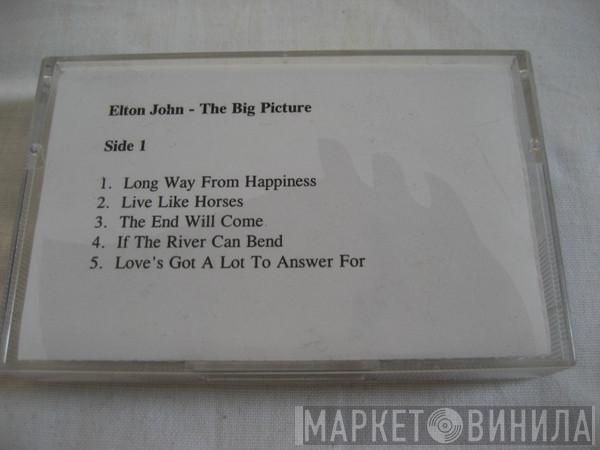 Elton John - The Big Picture
Side 1
1. Long Way From Happiness
2. Live Like Horses
3. The End Will Come
4. If The River Can Bend
5. Love's Got A Lot To Answer For
МАРКЕТ ВИНИЛА